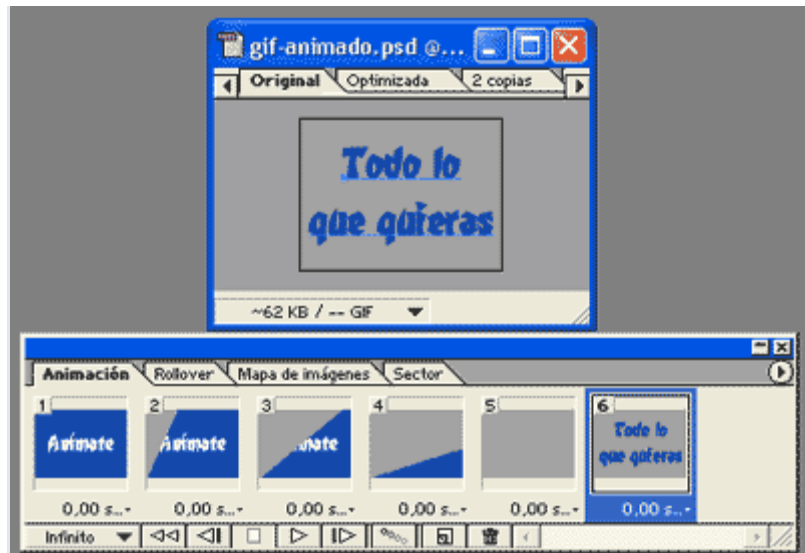 gif-animado.psd @...
Original Optimizada 2 copias
Todo lo
que quieras
~62 KB / -- GIF
Animación Rollover Mapa de imágenes Sector
1 2 3 4 5 6
Anímate Anímate nimate Todo lo
que quieras
0,00 s... 0,00 s... 0,00 s... 0,00 s... 0,00 s... 0,00 s...
Infinito